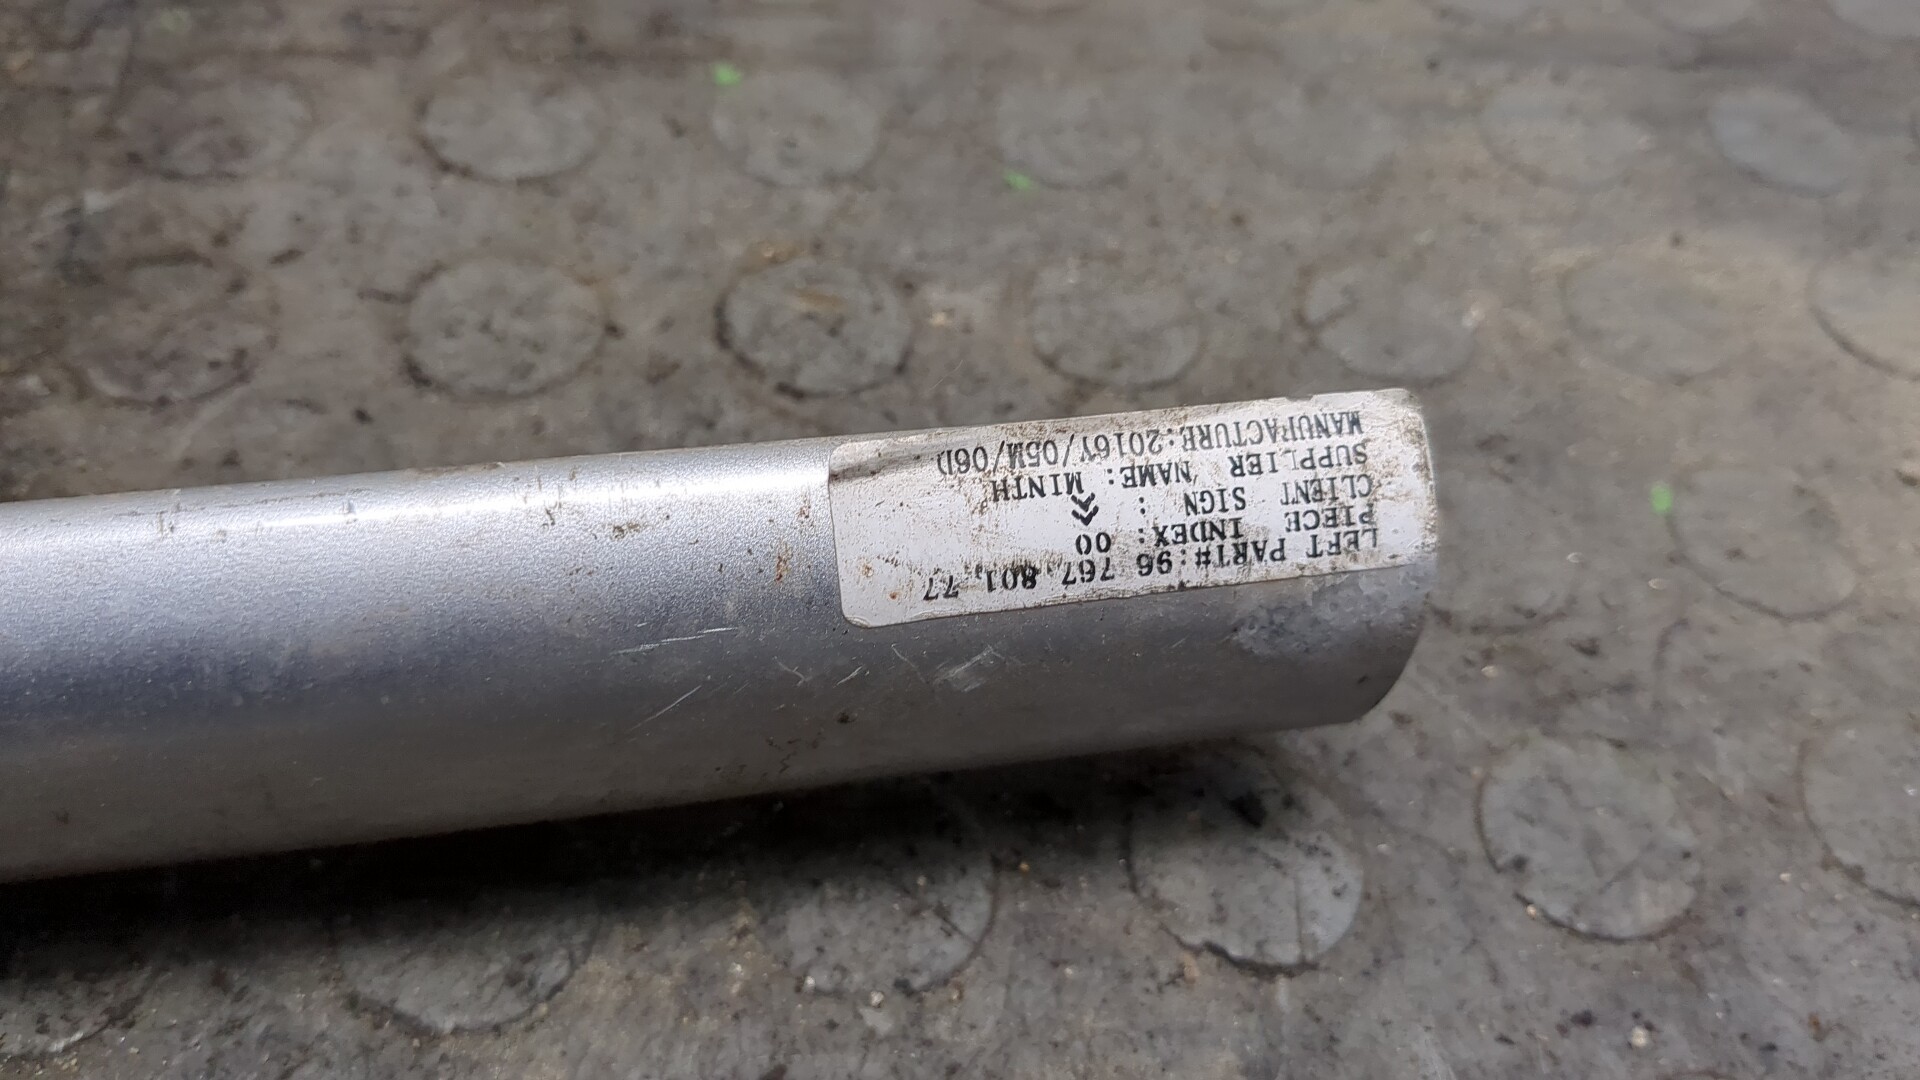 LEFT PART#:96 767 801 77
PIECE INDEX: 00
CLIENT SIGN :
SUPPLIER NAME: MINTH
MANUFACTURE:2016Y/05M/06D